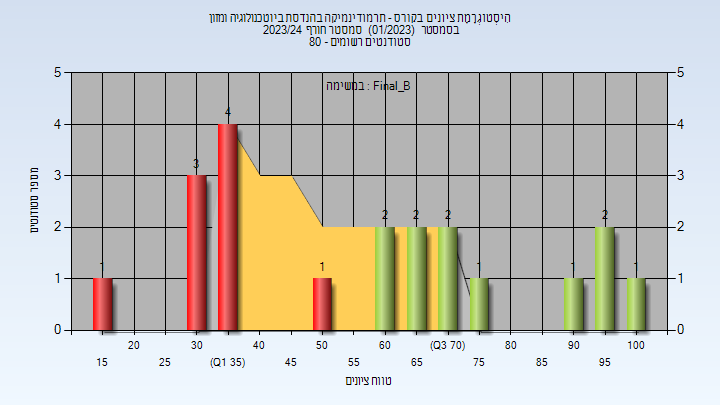 היסטוגרמת ציונים בקורס - תרמודינמיקה בהנדסת ביוטכנולוגיה ומזון
בסמסטר (01/2023) סמסטר חורף 2023/24
סטודנטים רשומים - 80
במשימה : Final_B
מספר סטודנטים
5 5
4 4
3 3
2 2
1 1
0 0
1 3 4 1 2 2 2 1 1 2 1
20 30 40 50 60 (Q3 70) 80 90 100
15 25 (Q1 35) 45 55 65 75 85 95
טווח ציונים